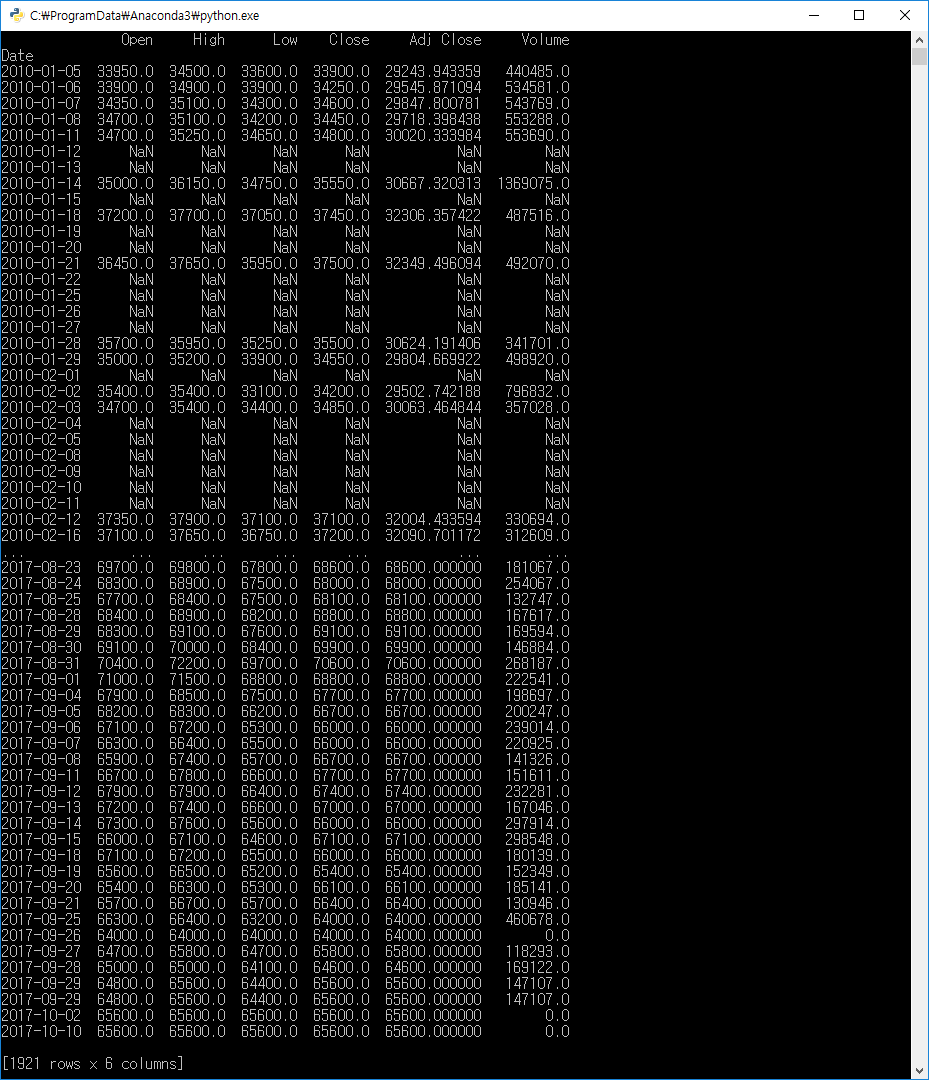 C:₩ProgramData₩Anaconda3₩python.exe
Open High Low Close Adj Close Volume
Date
2010-01-05 33950.0 34500.0 33600.0 33900.0 29243.943359 440485.0
2010-01-06 33900.0 34900.0 33900.0 34250.0 29545.871094 534581.0
2010-01-07 34350.0 35100.0 34300.0 34600.0 29847.800781 543769.0
2010-01-08 34700.0 35100.0 34200.0 34450.0 29718.398438 553288.0
2010-01-11 34700.0 35250.0 34650.0 34800.0 30020.333984 553690.0
2010-01-12 NaN NaN NaN NaN NaN NaN
2010-01-13 NaN NaN NaN NaN NaN NaN
2010-01-14 35000.0 36150.0 34750.0 35550.0 30667.320313 1369075.0
2010-01-15 NaN NaN NaN NaN NaN NaN
2010-01-18 37200.0 37700.0 37050.0 37450.0 32306.357422 487516.0
2010-01-19 NaN NaN NaN NaN NaN NaN
2010-01-20 NaN NaN NaN NaN NaN NaN
2010-01-21 36450.0 37650.0 35950.0 37500.0 32349.496094 492070.0
2010-01-22 NaN NaN NaN NaN NaN NaN
2010-01-25 NaN NaN NaN NaN NaN NaN
2010-01-26 NaN NaN NaN NaN NaN NaN
2010-01-27 NaN NaN NaN NaN NaN NaN
2010-01-28 35700.0 35950.0 35250.0 35500.0 30624.191406 341701.0
2010-01-29 35000.0 35200.0 33900.0 34550.0 29804.669922 498920.0
2010-02-01 NaN NaN NaN NaN NaN NaN
2010-02-02 35400.0 35400.0 33100.0 34200.0 29502.742188 796832.0
2010-02-03 34700.0 35400.0 34400.0 34850.0 30063.464844 357028.0
2010-02-04 NaN NaN NaN NaN NaN NaN
2010-02-05 NaN NaN NaN NaN NaN NaN
2010-02-08 NaN NaN NaN NaN NaN NaN
2010-02-09 NaN NaN NaN NaN NaN NaN
2010-02-10 NaN NaN NaN NaN NaN NaN
2010-02-11 NaN NaN NaN NaN NaN NaN
2010-02-12 37350.0 37900.0 37100.0 37100.0 32004.433594 330694.0
2010-02-16 37100.0 37650.0 36750.0 37200.0 32090.701172 312609.0
... ... ... ... ... ... ...
2017-08-23 69700.0 69800.0 67800.0 68600.0 68600.000000 181067.0
2017-08-24 68300.0 68900.0 67500.0 68000.0 68000.000000 254067.0
2017-08-25 67700.0 68400.0 67500.0 68100.0 68100.000000 132747.0
2017-08-28 68400.0 68900.0 68200.0 68800.0 68800.000000 167617.0
2017-08-29 68300.0 69100.0 67600.0 69100.0 69100.000000 169594.0
2017-08-30 69100.0 70000.0 68400.0 69900.0 69900.000000 146884.0
2017-08-31 70400.0 72200.0 69700.0 70600.0 70600.000000 268187.0
2017-09-01 71000.0 71500.0 68800.0 68800.0 68800.000000 222541.0
2017-09-04 67900.0 68500.0 67500.0 67700.0 67700.000000 198697.0
2017-09-05 68200.0 68300.0 66200.0 66700.0 66700.000000 200247.0
2017-09-06 67100.0 67200.0 65300.0 66000.0 66000.000000 239014.0
2017-09-07 66300.0 66400.0 65500.0 66000.0 66000.000000 220925.0
2017-09-08 65900.0 67400.0 65700.0 66700.0 66700.000000 141326.0
2017-09-11 66700.0 67800.0 66600.0 67700.0 67700.000000 151611.0
2017-09-12 67900.0 67900.0 66400.0 67400.0 67400.000000 232281.0
2017-09-13 67200.0 67400.0 66600.0 67000.0 67000.000000 167046.0
2017-09-14 67300.0 67600.0 65600.0 66000.0 66000.000000 297914.0
2017-09-15 66000.0 67100.0 64600.0 67100.0 67100.000000 298548.0
2017-09-18 67100.0 67200.0 65500.0 66000.0 66000.000000 180139.0
2017-09-19 65600.0 66500.0 65200.0 65400.0 65400.000000 152349.0
2017-09-20 65400.0 66300.0 65300.0 66100.0 66100.000000 185141.0
2017-09-21 65700.0 66700.0 65700.0 66400.0 66400.000000 130946.0
2017-09-25 66300.0 66400.0 63200.0 64000.0 64000.000000 460678.0
2017-09-26 64000.0 64000.0 64000.0 64000.0 64000.000000 0.0
2017-09-27 64700.0 65800.0 64700.0 65800.0 65800.000000 118293.0
2017-09-28 65000.0 65000.0 64100.0 64600.0 64600.000000 169122.0
2017-09-29 64800.0 65600.0 64400.0 65600.0 65600.000000 147107.0
2017-09-29 64800.0 65600.0 64400.0 65600.0 65600.000000 147107.0
2017-10-02 65600.0 65600.0 65600.0 65600.0 65600.000000 0.0
2017-10-10 65600.0 65600.0 65600.0 65600.0 65600.000000 0.0
[1921 rows x 6 columns]